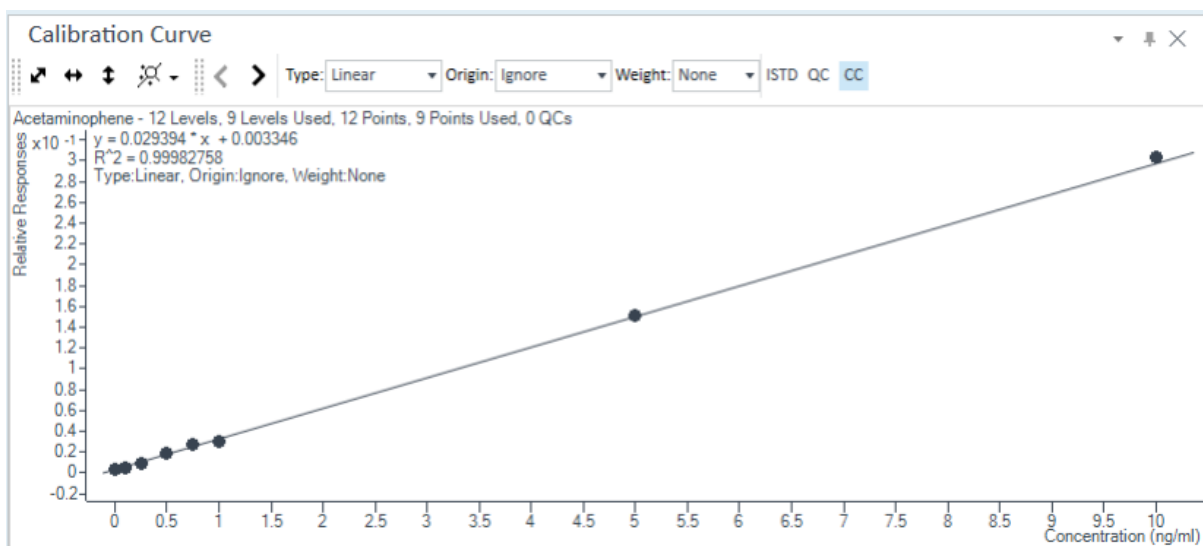 Calibration Curve
Type: Linear Origin: Ignore Weight: None ISTD QC CC
Acetaminophene - 12 Levels, 9 Levels Used, 12 Points, 9 Points Used, 0 QCs
x10 -1
y = 0.029394 * x + 0.003346
R^2 = 0.99982758
Type:Linear, Origin:Ignore, Weight:None
Relative Responses
3
2.8
2.6
2.4
2.2
2
1.8
1.6
1.4
1.2
1
0.8
0.6
0.4
0.2
0
-0.2
0 0.5 1 1.5 2 2.5 3 3.5 4 4.5 5 5.5 6 6.5 7 7.5 8 8.5 9 9.5 10
Concentration (ng/ml)